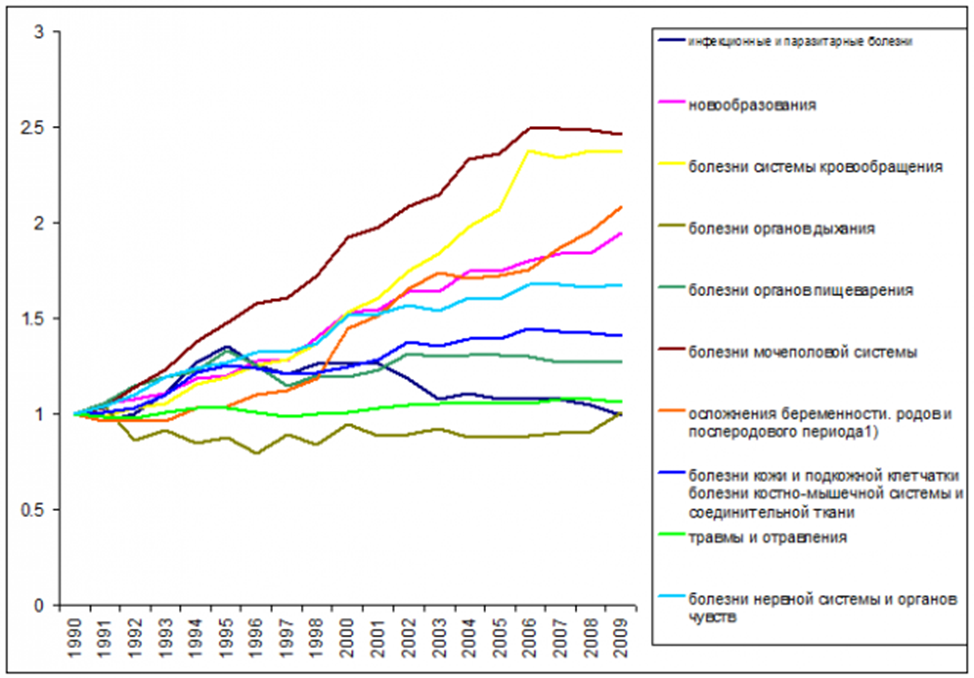 3
2.5
2
1.5
1
0.5
0
1990
1991
1992
1993
1994
1995
1996
1997
1998
2000
2001
2002
2003
2004
2005
2006
2007
2008
2009
инфекционные и паразитарные болезни
новообразования
болезни системы кровообращения
болезни органов дыхания
болезни органов пищеварения
болезни мочеполовой системы
осложнения беременности. родов и
послеродового периода1)
болезни кожи и подкожной клетчатки
болезни костно-мышечной системы и
соединительной ткани
травмы и отравления
болезни нервной системы и органов
чувств